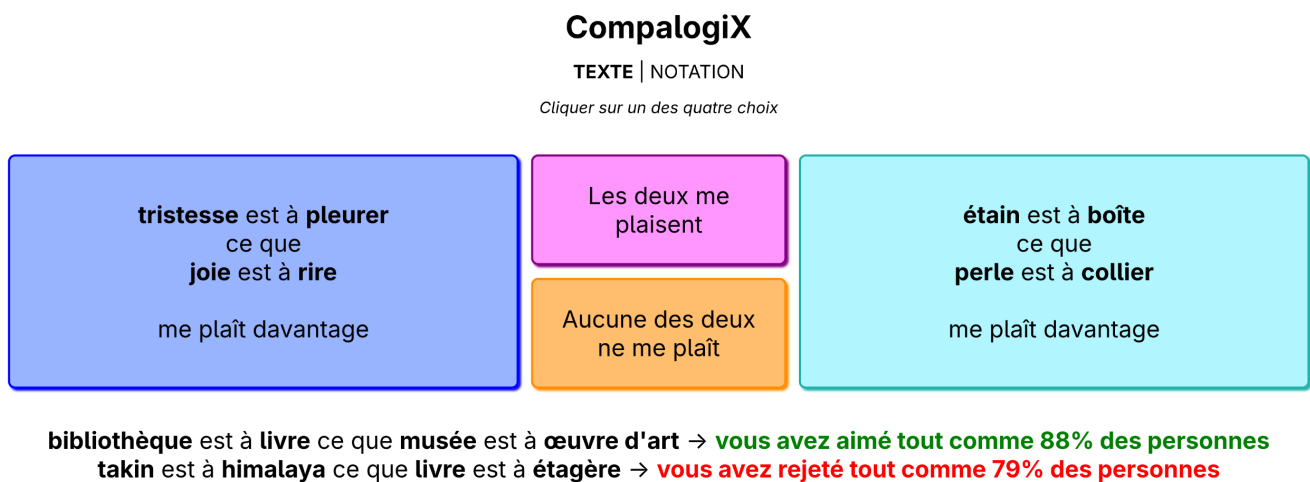 CompalogiX
TEXTE | NOTATION
Cliquer sur un des quatre choix
tristesse est à pleurer
ce que
joie est à rire
me plaît davantage
Les deux me
plaisent
Aucune des deux
ne me plaît
étain est à boîte
ce que
perle est à collier
me plaît davantage
bibliothèque est à livre ce que musée est à œuvre d'art → vous avez aimé tout comme 88% des personnes
takin est à himalaya ce que livre est à étagère → vous avez rejeté tout comme 79% des personnes